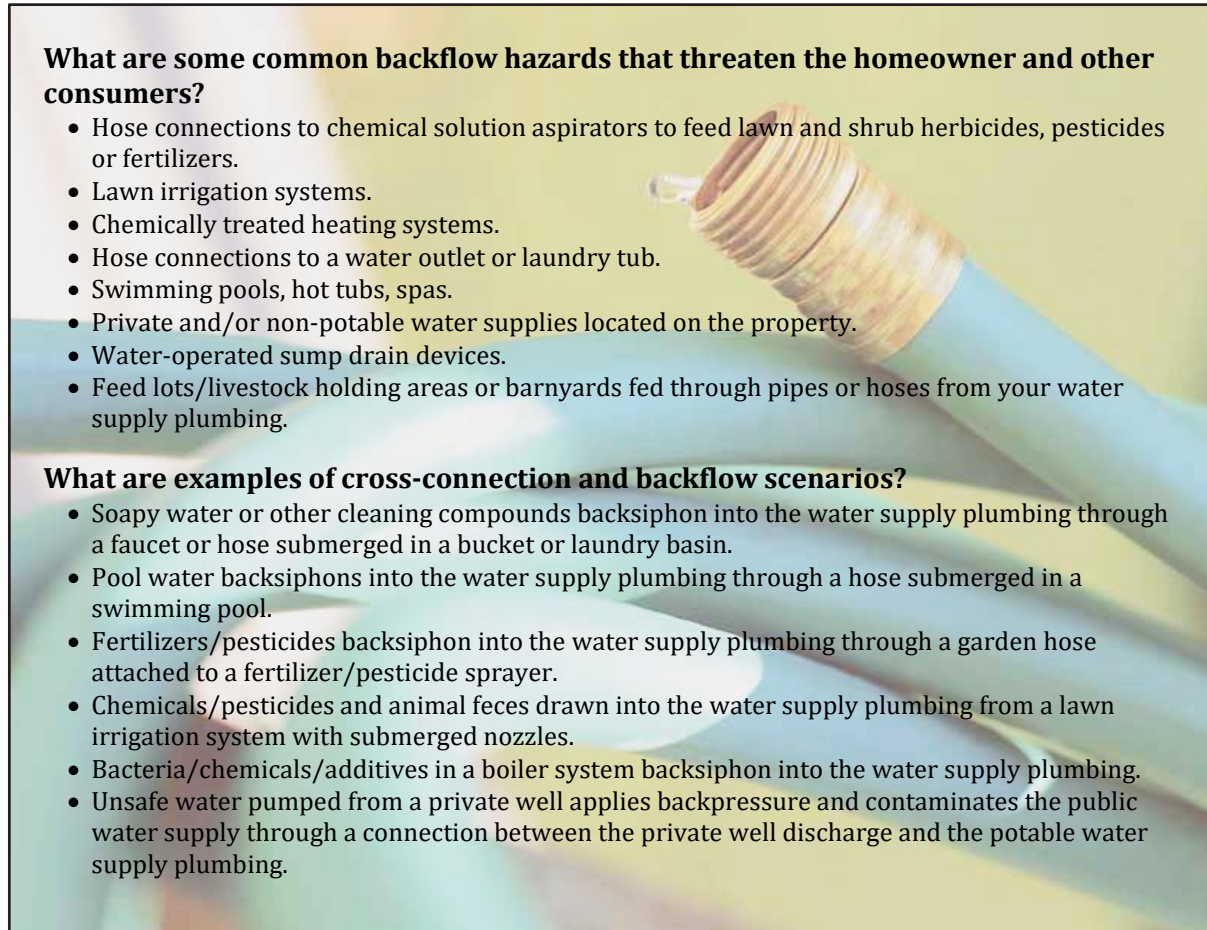 What are some common backflow hazards that threaten the homeowner and other
consumers?
• Hose connections to chemical solution aspirators to feed lawn and shrub herbicides, pesticides
or fertilizers.
• Lawn irrigation systems.
• Chemically treated heating systems.
• Hose connections to a water outlet or laundry tub.
• Swimming pools, hot tubs, spas.
• Private and/or non-potable water supplies located on the property.
• Water-operated sump drain devices.
• Feed lots/livestock holding areas or barnyards fed through pipes or hoses from your water
supply plumbing.
What are examples of cross-connection and backflow scenarios?
• Soapy water or other cleaning compounds backsiphon into the water supply plumbing through
a faucet or hose submerged in a bucket or laundry basin.
• Pool water backsiphons into the water supply plumbing through a hose submerged in a
swimming pool.
• Fertilizers/pesticides backsiphon into the water supply plumbing through a garden hose
attached to a fertilizer/pesticide sprayer.
• Chemicals/pesticides and animal feces drawn into the water supply plumbing from a lawn
irrigation system with submerged nozzles.
• Bacteria/chemicals/additives in a boiler system backsiphon into the water supply plumbing.
• Unsafe water pumped from a private well applies backpressure and contaminates the public
water supply through a connection between the private well discharge and the potable water
supply plumbing.